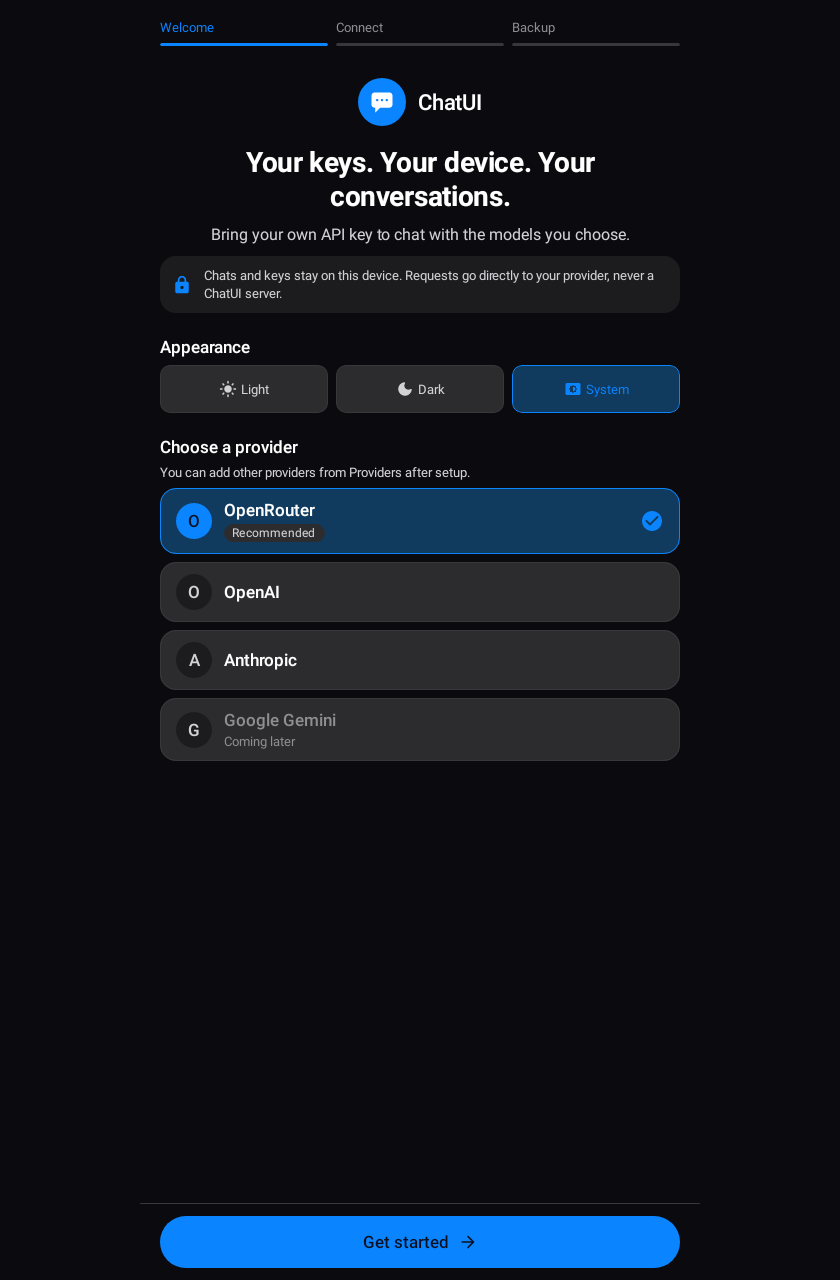 Welcome
Connect
Backup
ChatUI
Your keys. Your device. Your
conversations.
Bring your own API key to chat with the models you choose.
Chats and keys stay on this device. Requests go directly to your provider, never a
ChatUI server.
Appearance
Light
Dark
System
Choose a provider
You can add other providers from Providers after setup.
O
OpenRouter
Recommended
O
OpenAI
A
Anthropic
G
Google Gemini
Coming later
Get started